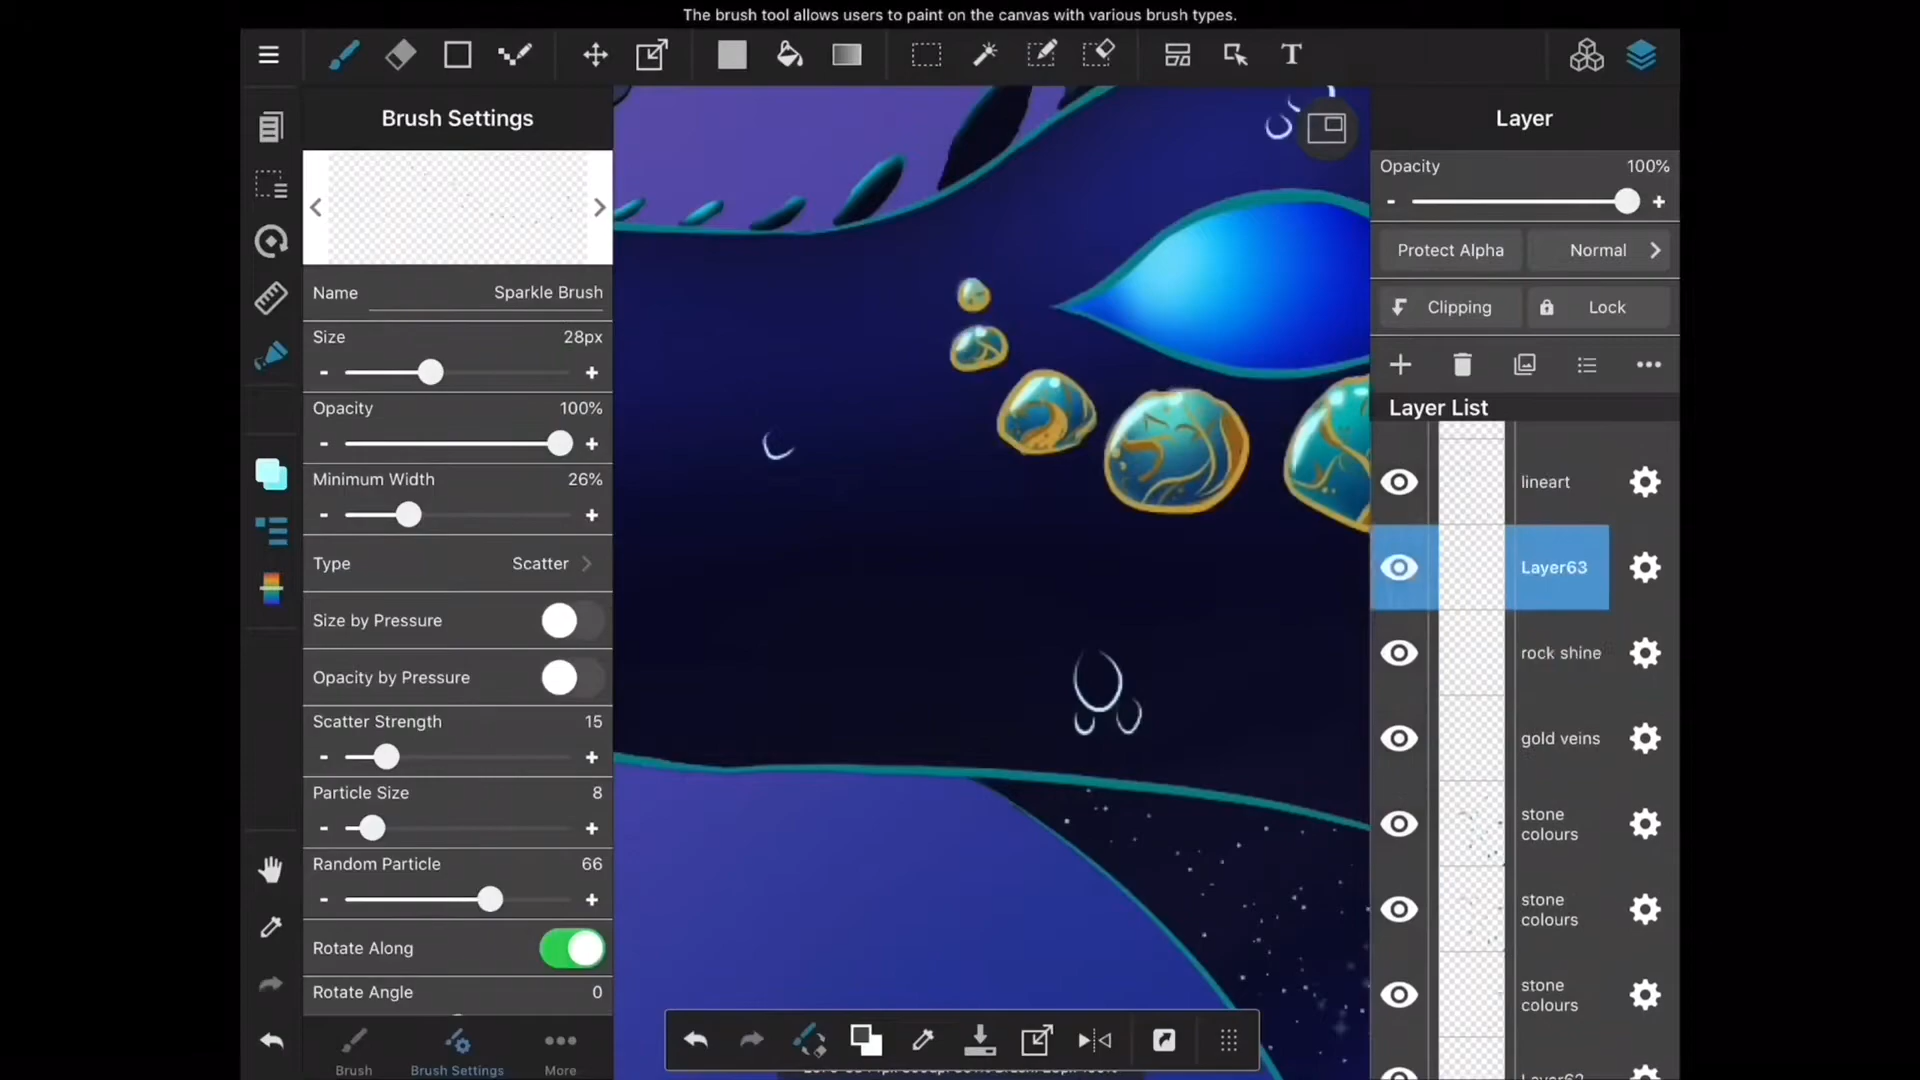 The brush tool allows users to paint on the canvas with various brush types.
T
Brush Settings
Name Sparkle Brush
Size 28px
- +
Opacity 100%
- +
Minimum Width 26%
- +
Type Scatter
Size by Pressure
Opacity by Pressure
Scatter Strength 15
- +
Particle Size 8
- +
Random Particle 66
- +
Rotate Along
Rotate Angle 0
Brush Brush Settings More
Layer
Opacity 100%
- +
Protect Alpha Normal
Clipping Lock
Layer List
lineart
Layer63
rock shine
gold veins
stone
colours
stone
colours
stone
colours